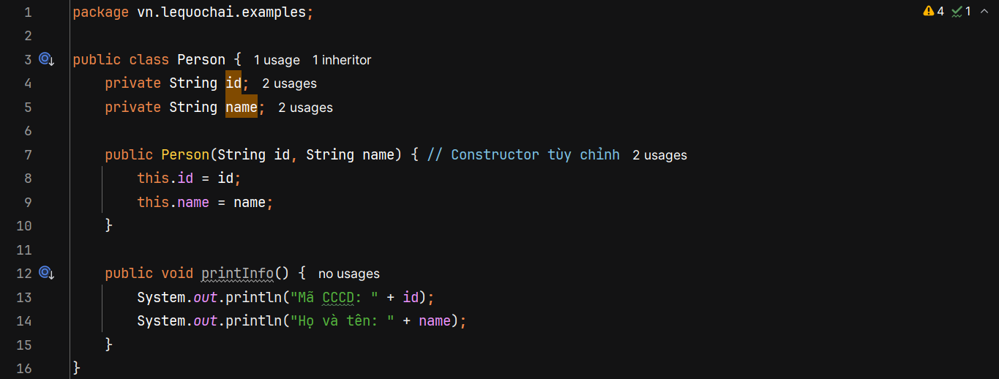 1 package vn.lequochai.examples; 4 1
2
3 public class Person { 1 usage 1 inheritor
4 private String id; 2 usages
5 private String name; 2 usages
6
7 public Person(String id, String name) { // Constructor tùy chỉnh 2 usages
8 this.id = id;
9 this.name = name;
10 }
11
12 public void printInfo() { no usages
13 System.out.println("Mã CCCD: " + id);
14 System.out.println("Họ và tên: " + name);
15 }
16 }